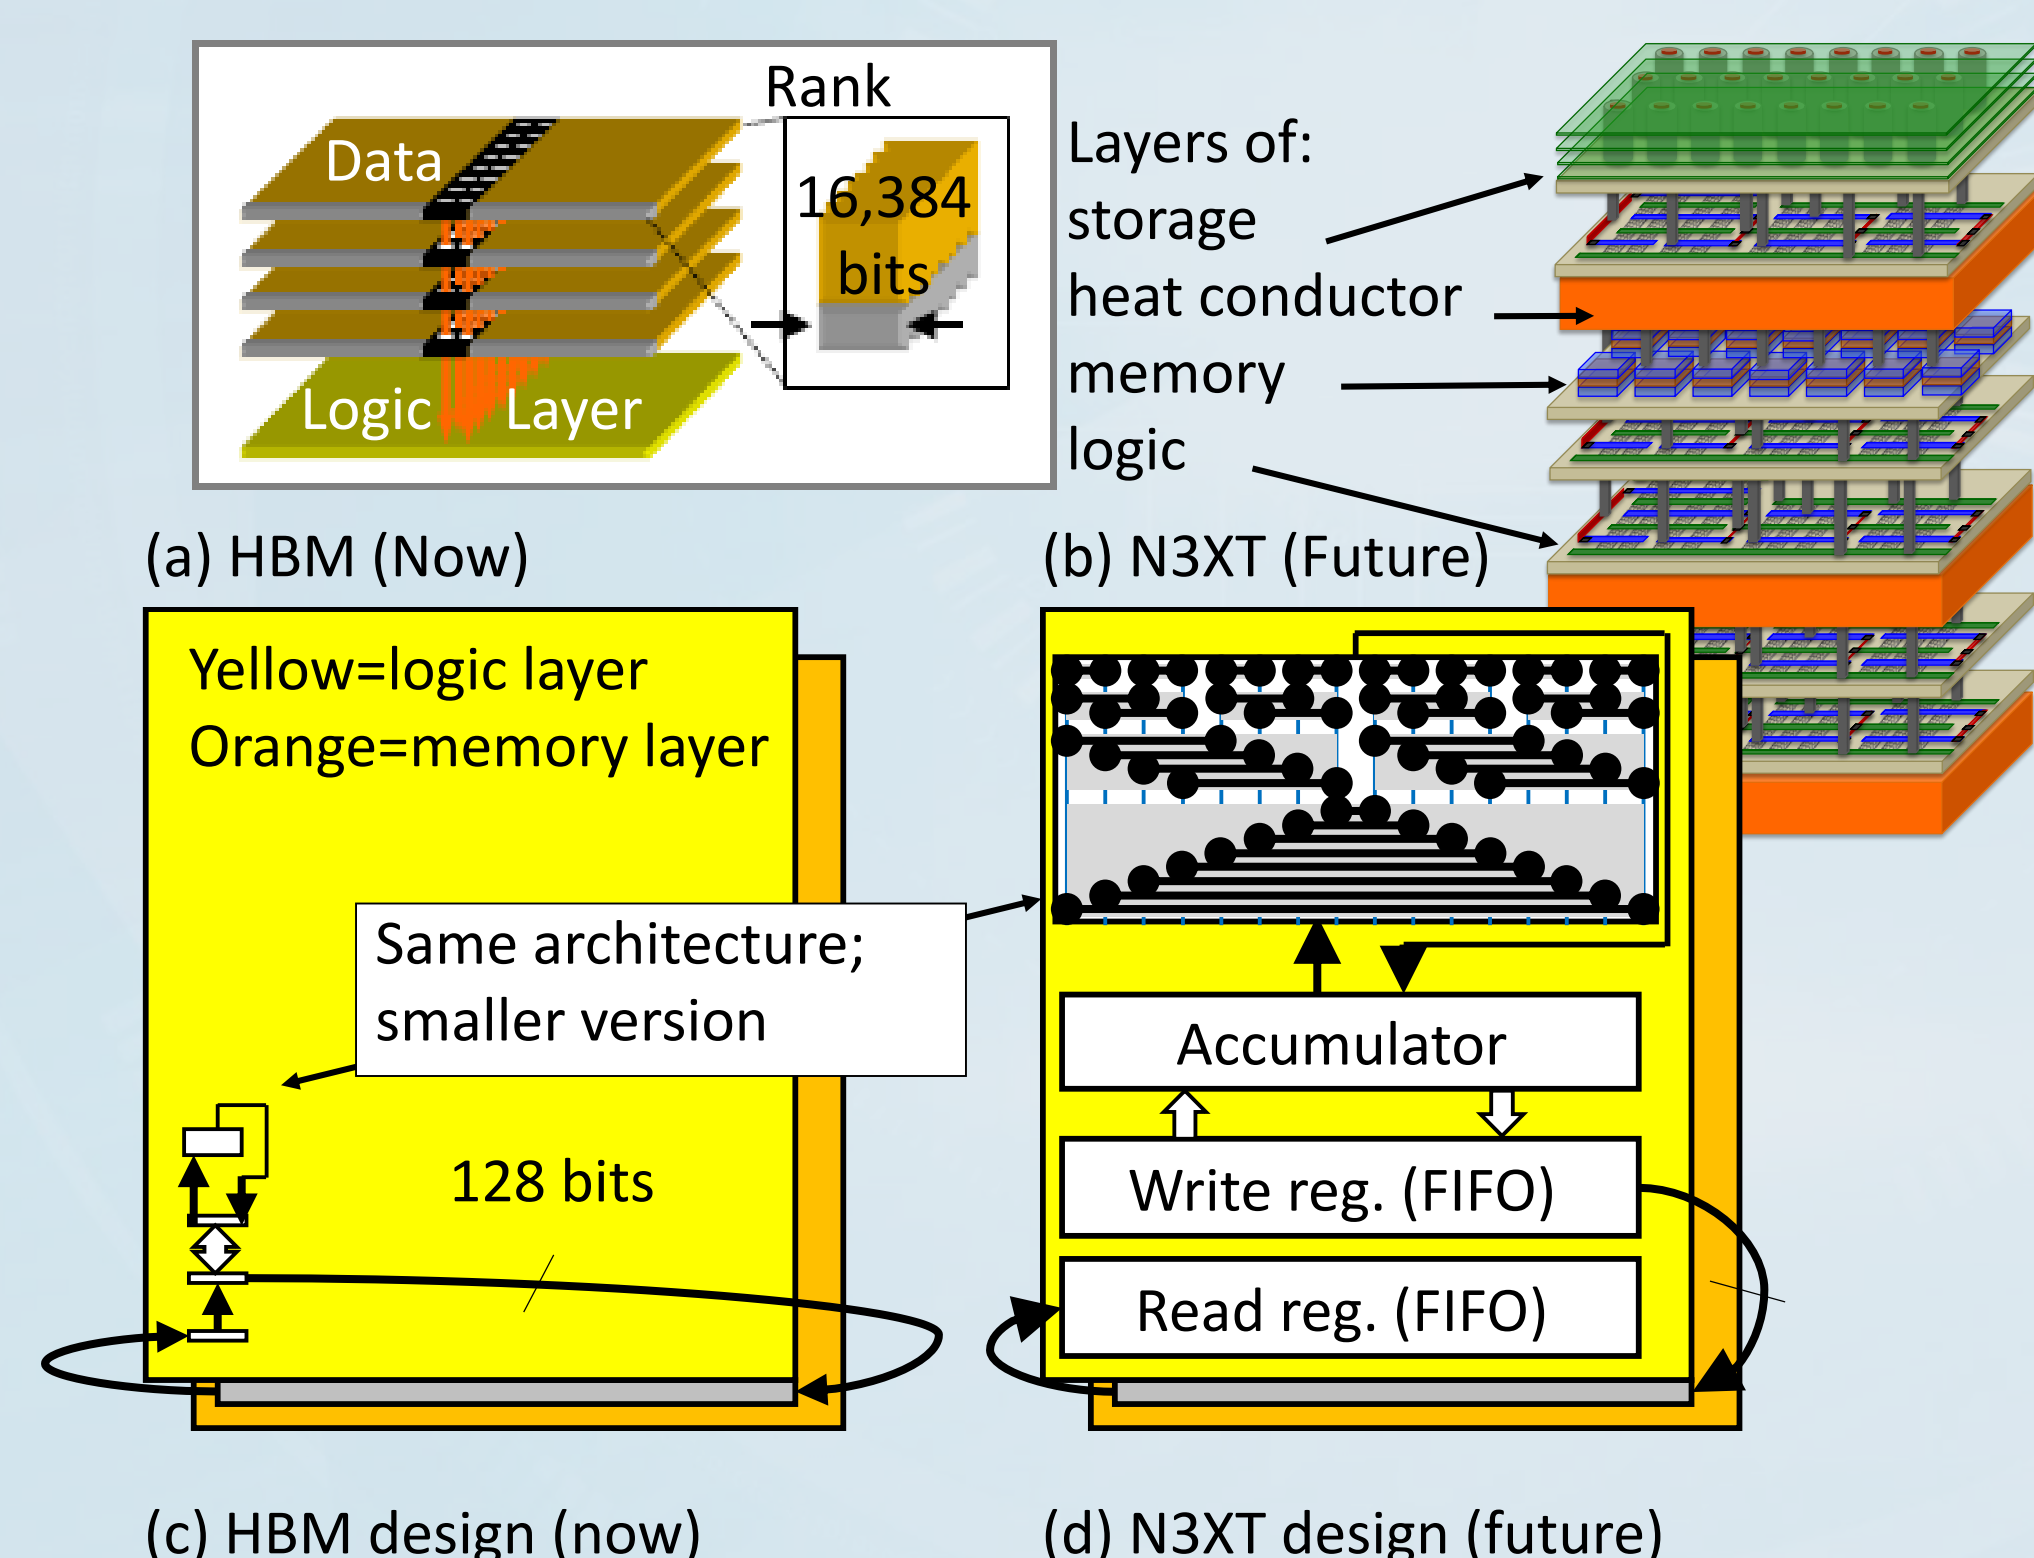 Rank
Data
16,384
bits
Logic Layer
Layers of:
storage
heat conductor
memory
logic
(a) HBM (Now)
(b) N3XT (Future)
Yellow=logic layer
Orange=memory layer
Same architecture;
smaller version
128 bits
Accumulator
Write reg. (FIFO)
Read reg. (FIFO)
(c) HBM design (now)
(d) N3XT design (future)